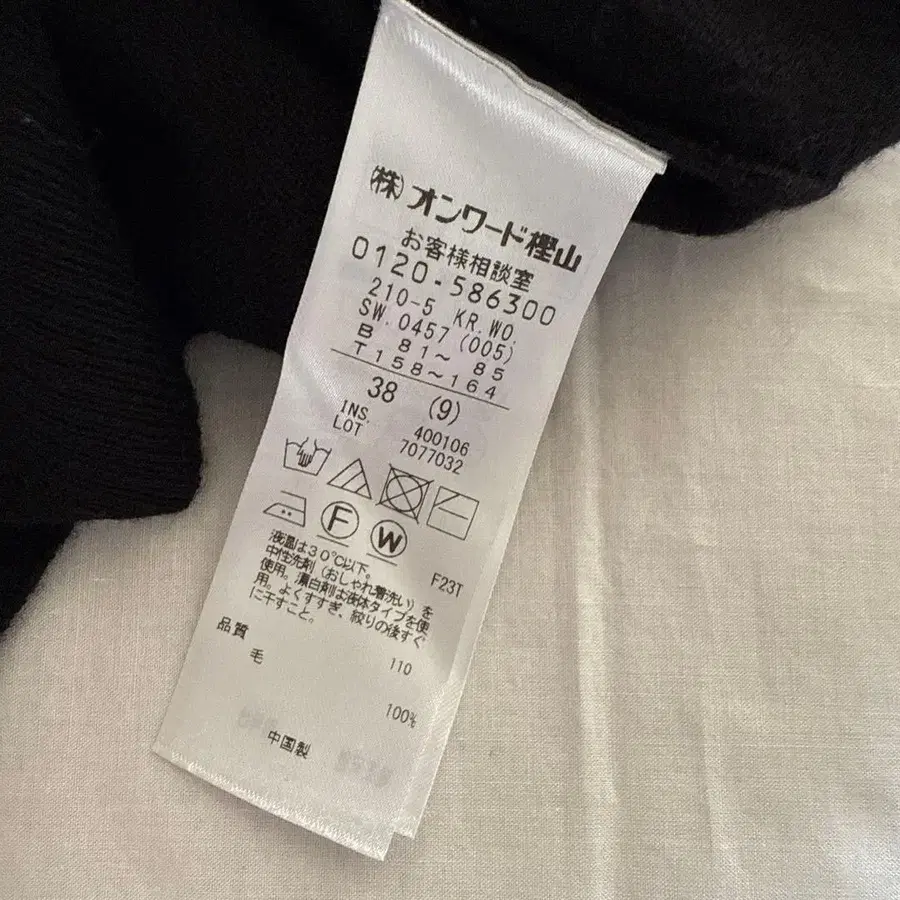 ㈱オンワード樫山
お客様相談室
0120-586300
210-5 KR.WO.
SW. 0457 (005)
B 81～ 85
T158～164
38 (9)
INS. 400106
LOT 7077032
F W
F23T
液温は30℃以下。
中性洗剤(おしゃれ着洗い)を
使用。漂白剤は液体タイプを使
用。よくすすぎ、絞りの後すぐ
に干すこと。
品質 110
毛 100%
中国製